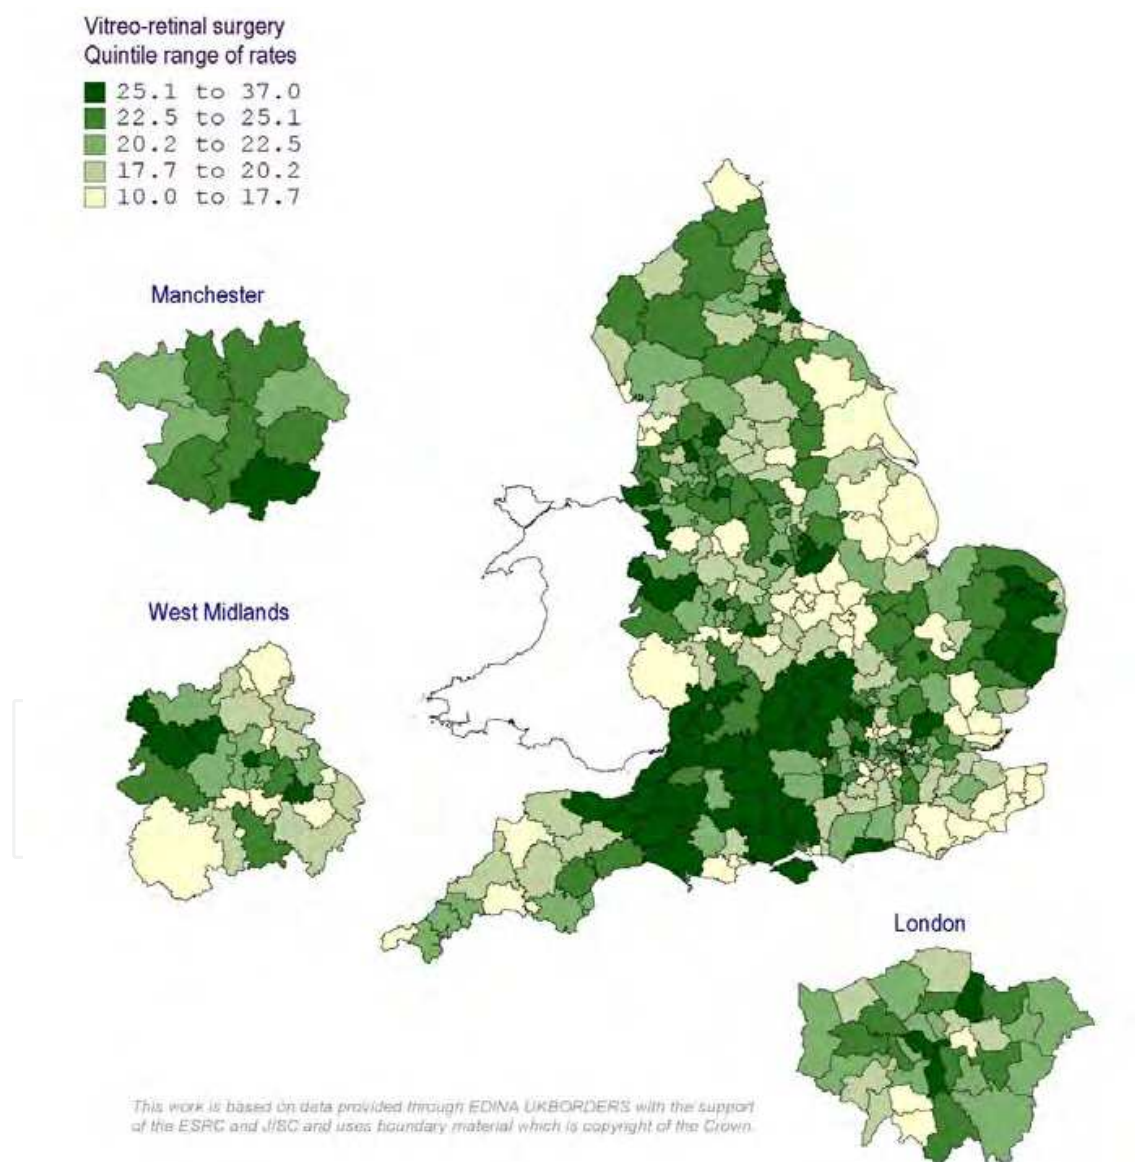 Vitreo-retinal surgery
Quintile range of rates
25.1 to 37.0
22.5 to 25.1
20.2 to 22.5
17.7 to 20.2
10.0 to 17.7
Manchester
West Midlands
London
This work is based on data provided through EDINA UKBORDERS with the support
of the ESRC and JISC and uses boundary material which is copyright of the Crown.